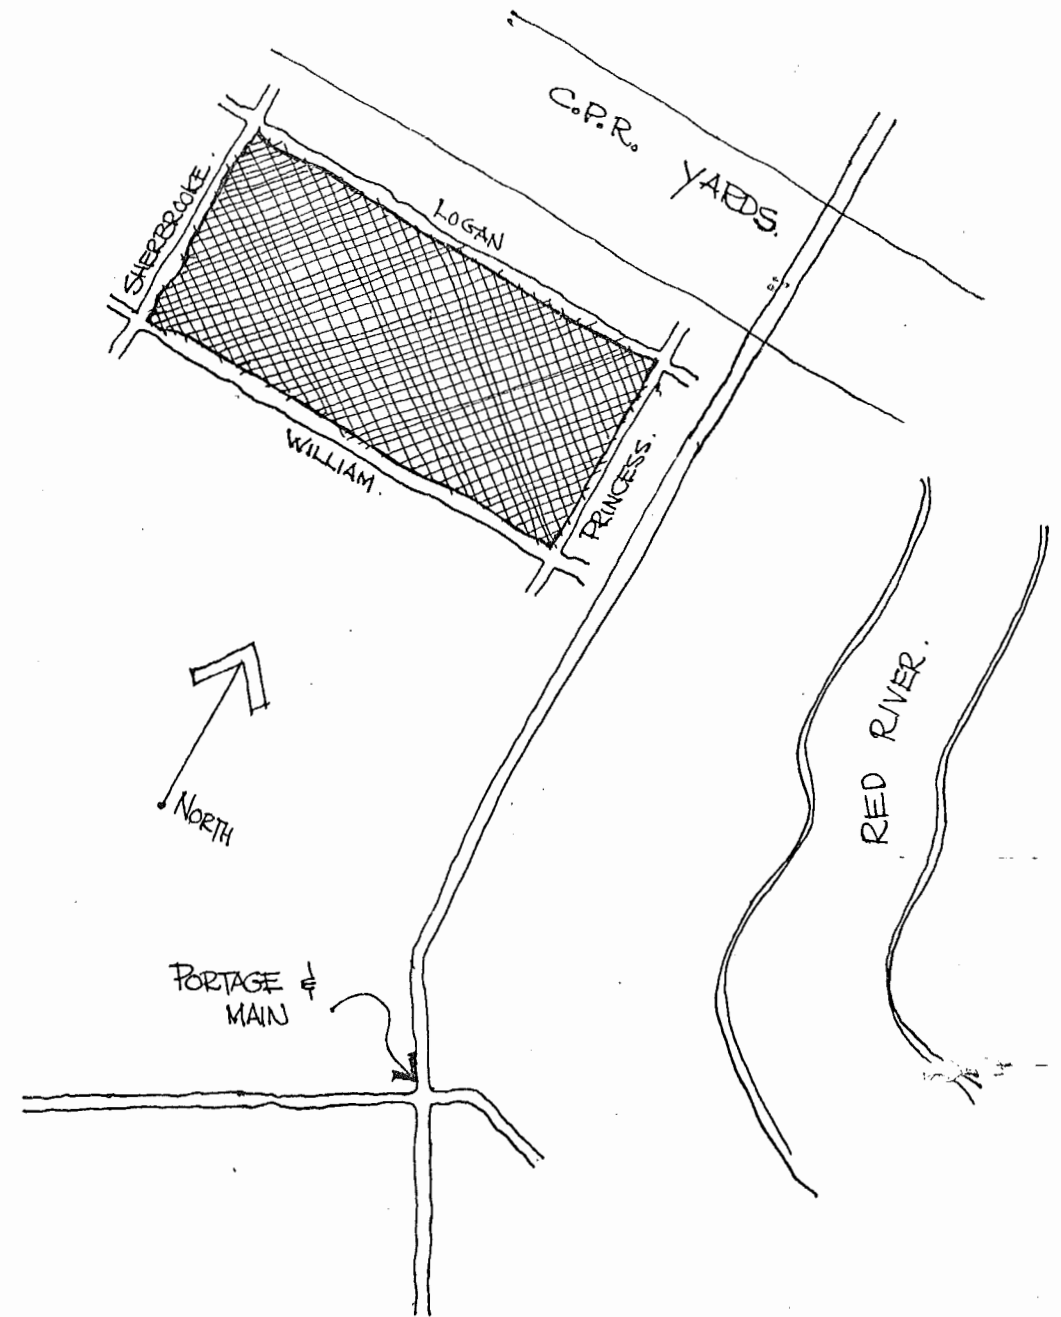 C.P.R. YARDS.
SHERBROOKE.
LOGAN
WILLIAM.
PRINCESS.
RED RIVER.
NORTH
PORTAGE &
MAIN